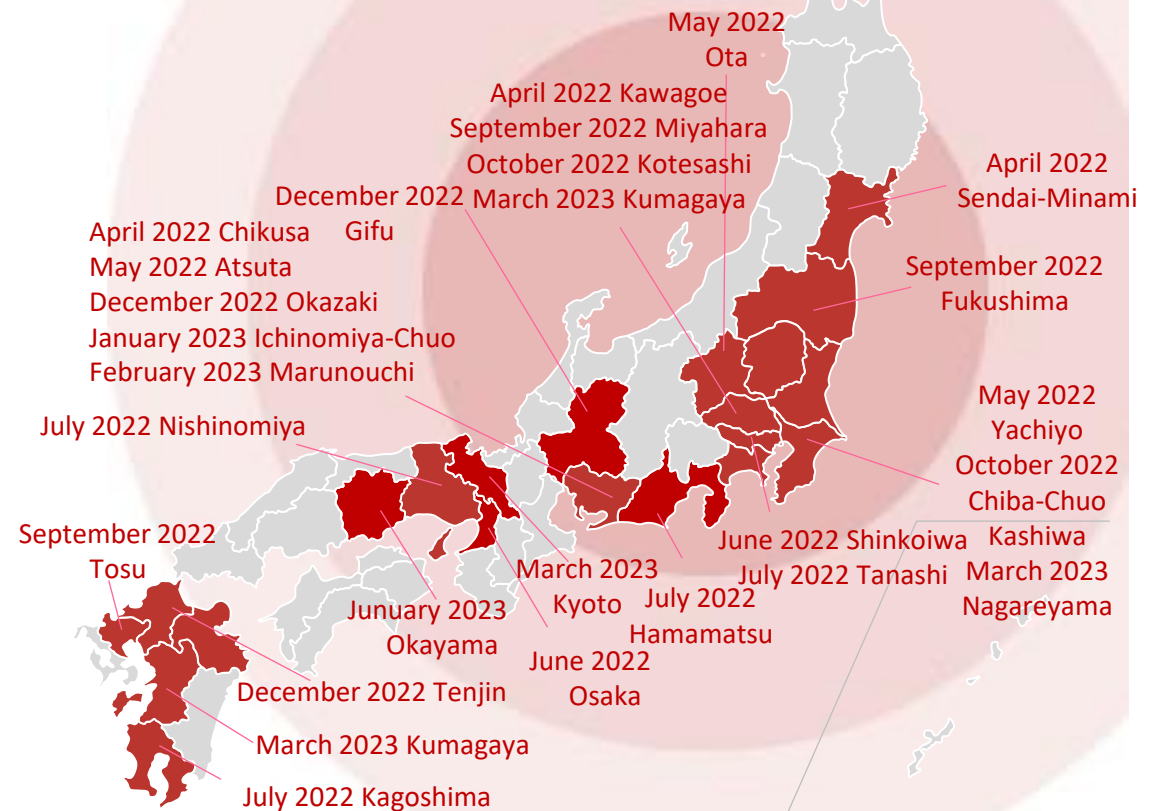 May 2022
Ota
April 2022 Kawagoe
September 2022 Miyahara
October 2022 Kotesashi
March 2023 Kumagaya
December 2022
Gifu
April 2022 Chikusa
May 2022 Atsuta
December 2022 Okazaki
January 2023 Ichinomiya-Chuo
February 2023 Marunouchi
April 2022
Sendai-Minami
September 2022
Fukushima
July 2022 Nishinomiya
May 2022
Yachiyo
October 2022
Chiba-Chuo
Kashiwa
March 2023
Nagareyama
September 2022
Tosu
June 2022 Shinkoiwa
July 2022 Tanashi
March 2023
Kyoto
July 2022
Hamamatsu
Junuary 2023
Okayama
June 2022
Osaka
December 2022 Tenjin
March 2023 Kumagaya
July 2022 Kagoshima